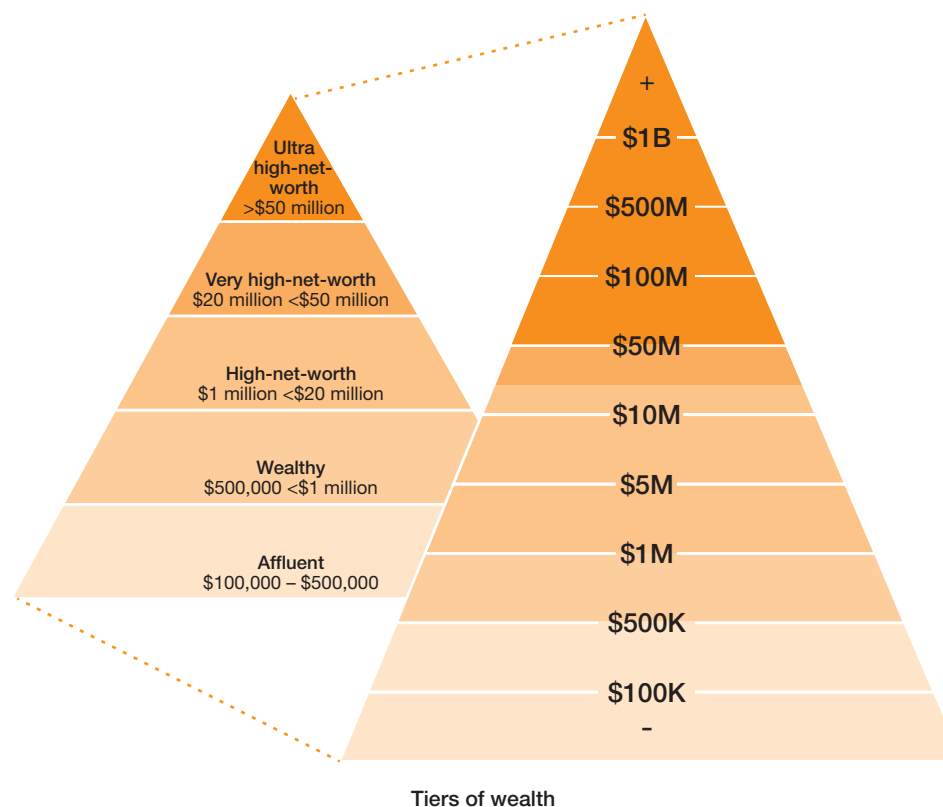 Ultra
high-net-
worth
>$50 million
Very high-net-worth
$20 million <$50 million
High-net-worth
$1 million <$20 million
Wealthy
$500,000 <$1 million
Affluent
$100,000 – $500,000
+
$1B
$500M
$100M
$50M
$10M
$5M
$1M
$500K
$100K
-
Tiers of wealth